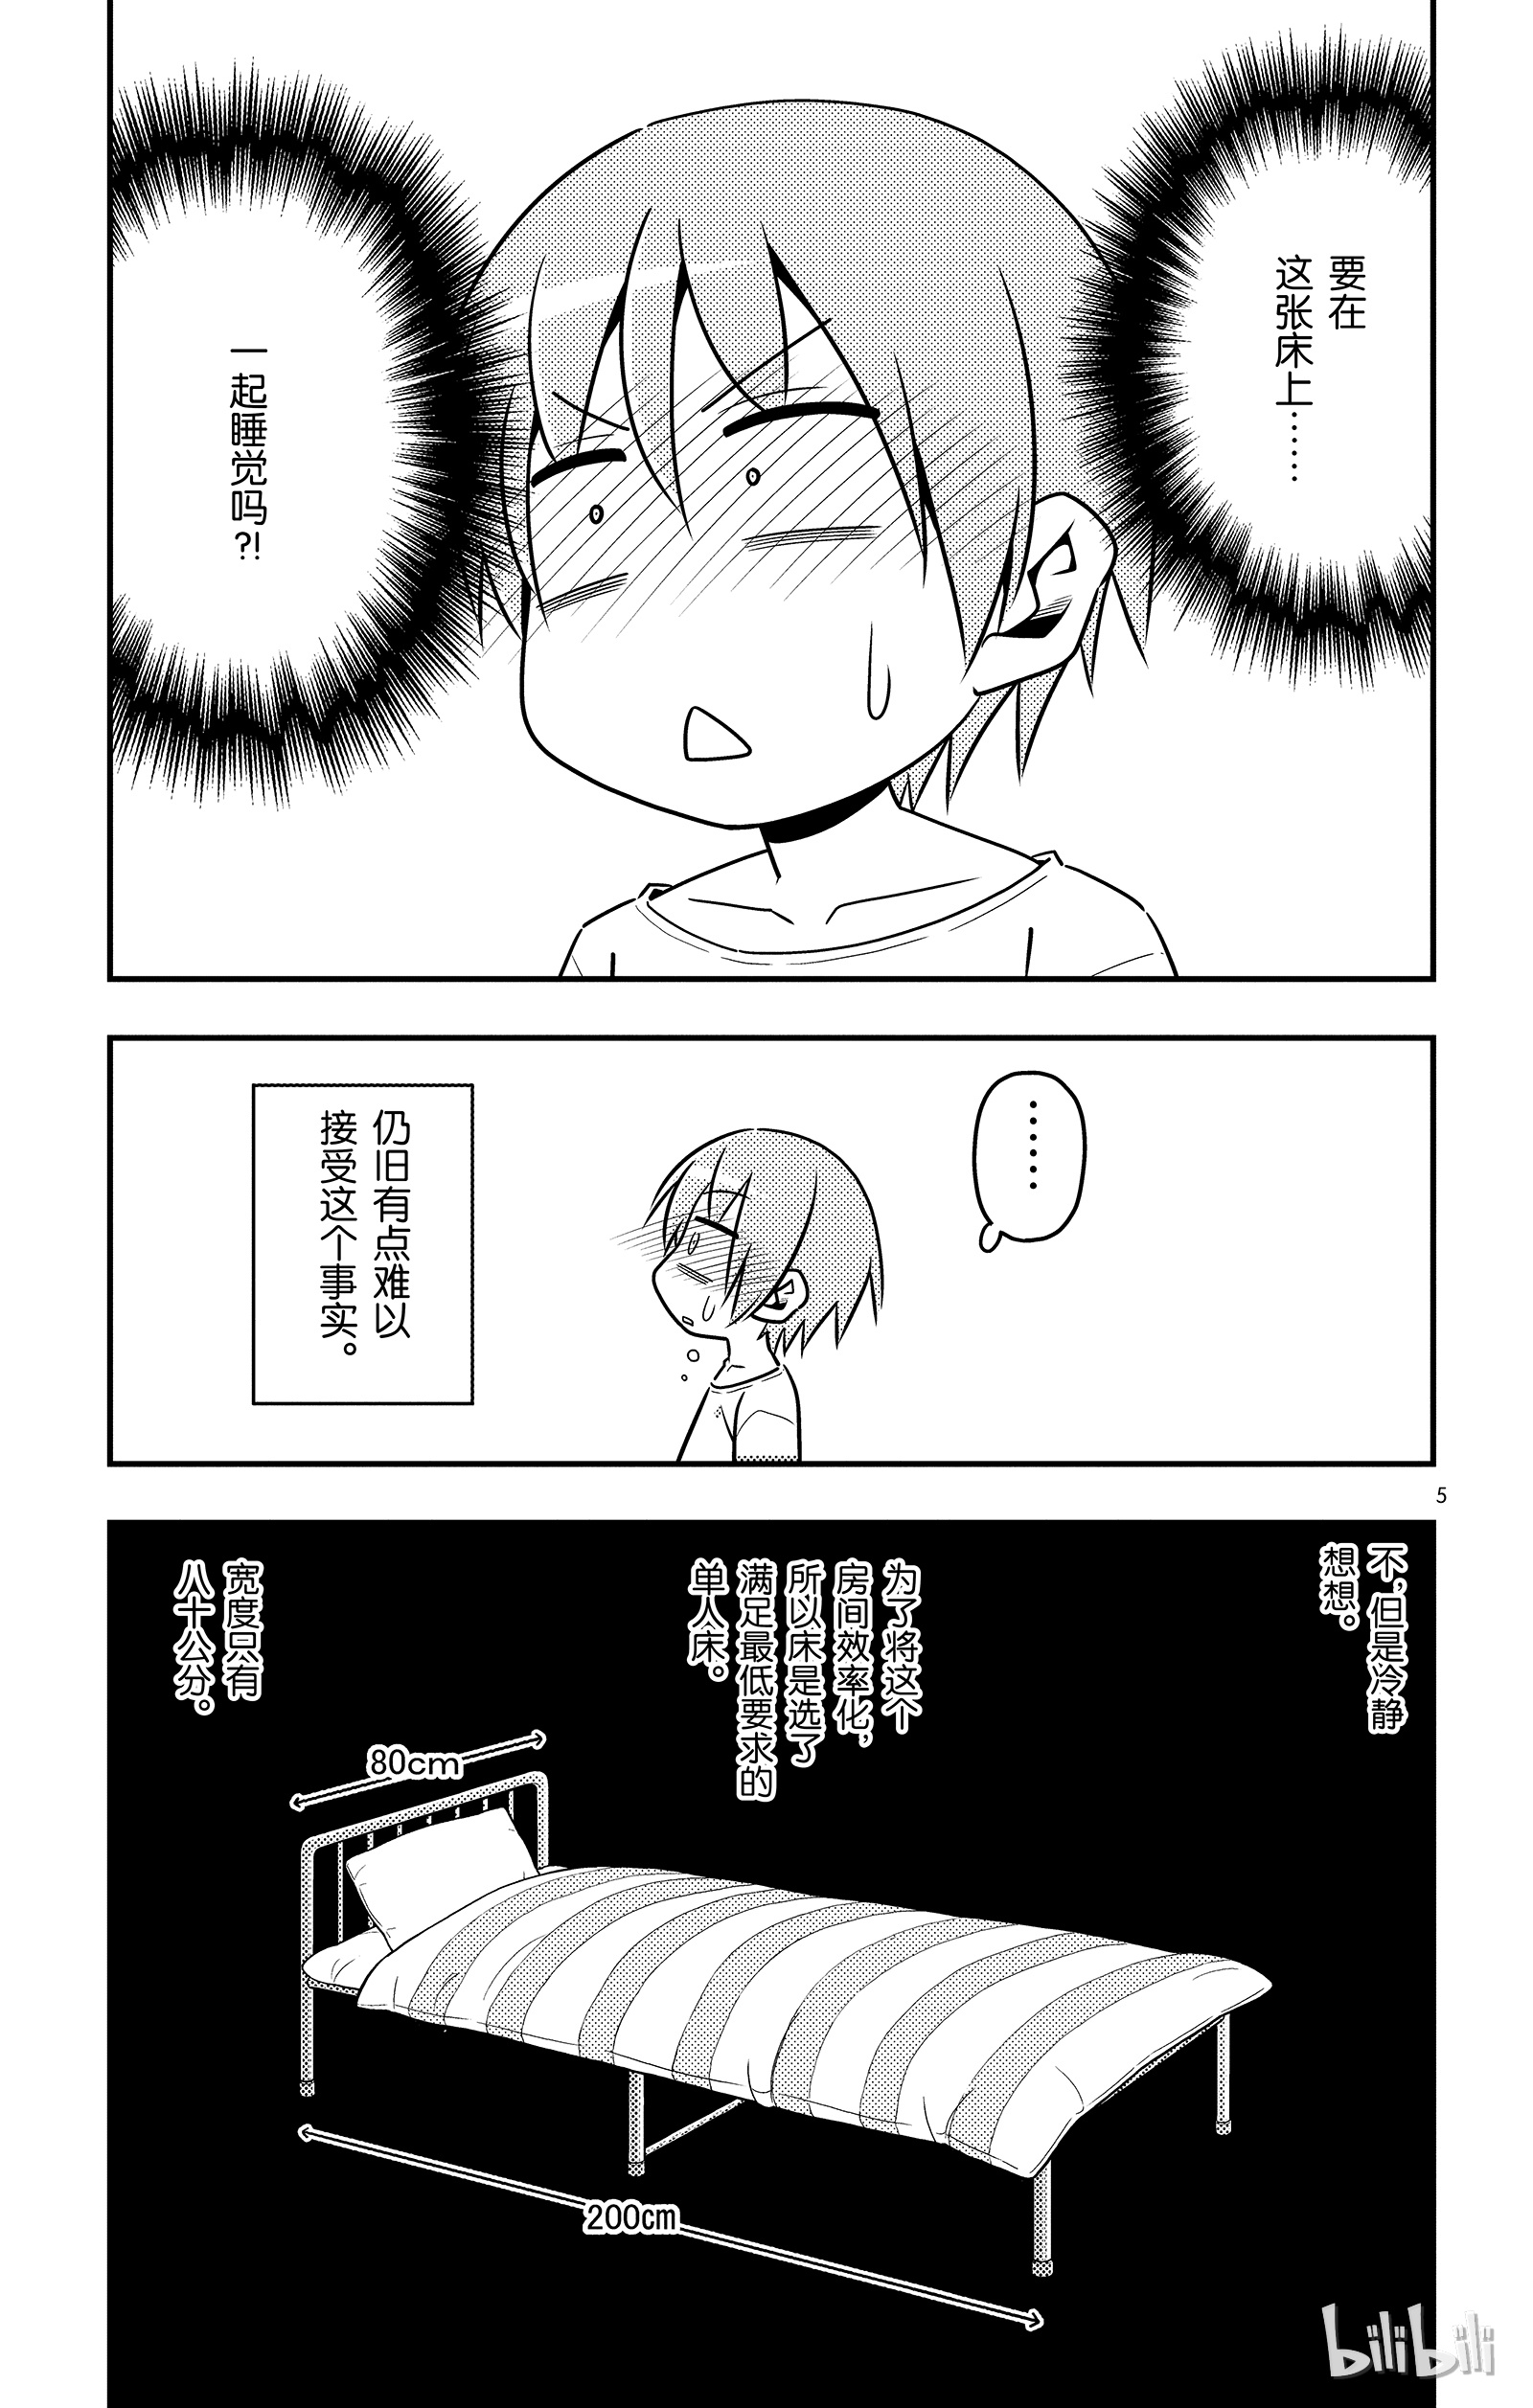 要在
这张床上……
一起睡觉吗?!
……
仍旧有点难以
接受这个事实。
5
不，但是冷静
想想。
为了将这个
房间效率化，
所以床是选了
满足最低要求的
单人床。
宽度只有
八十公分。
80cm
200cm
bilibili